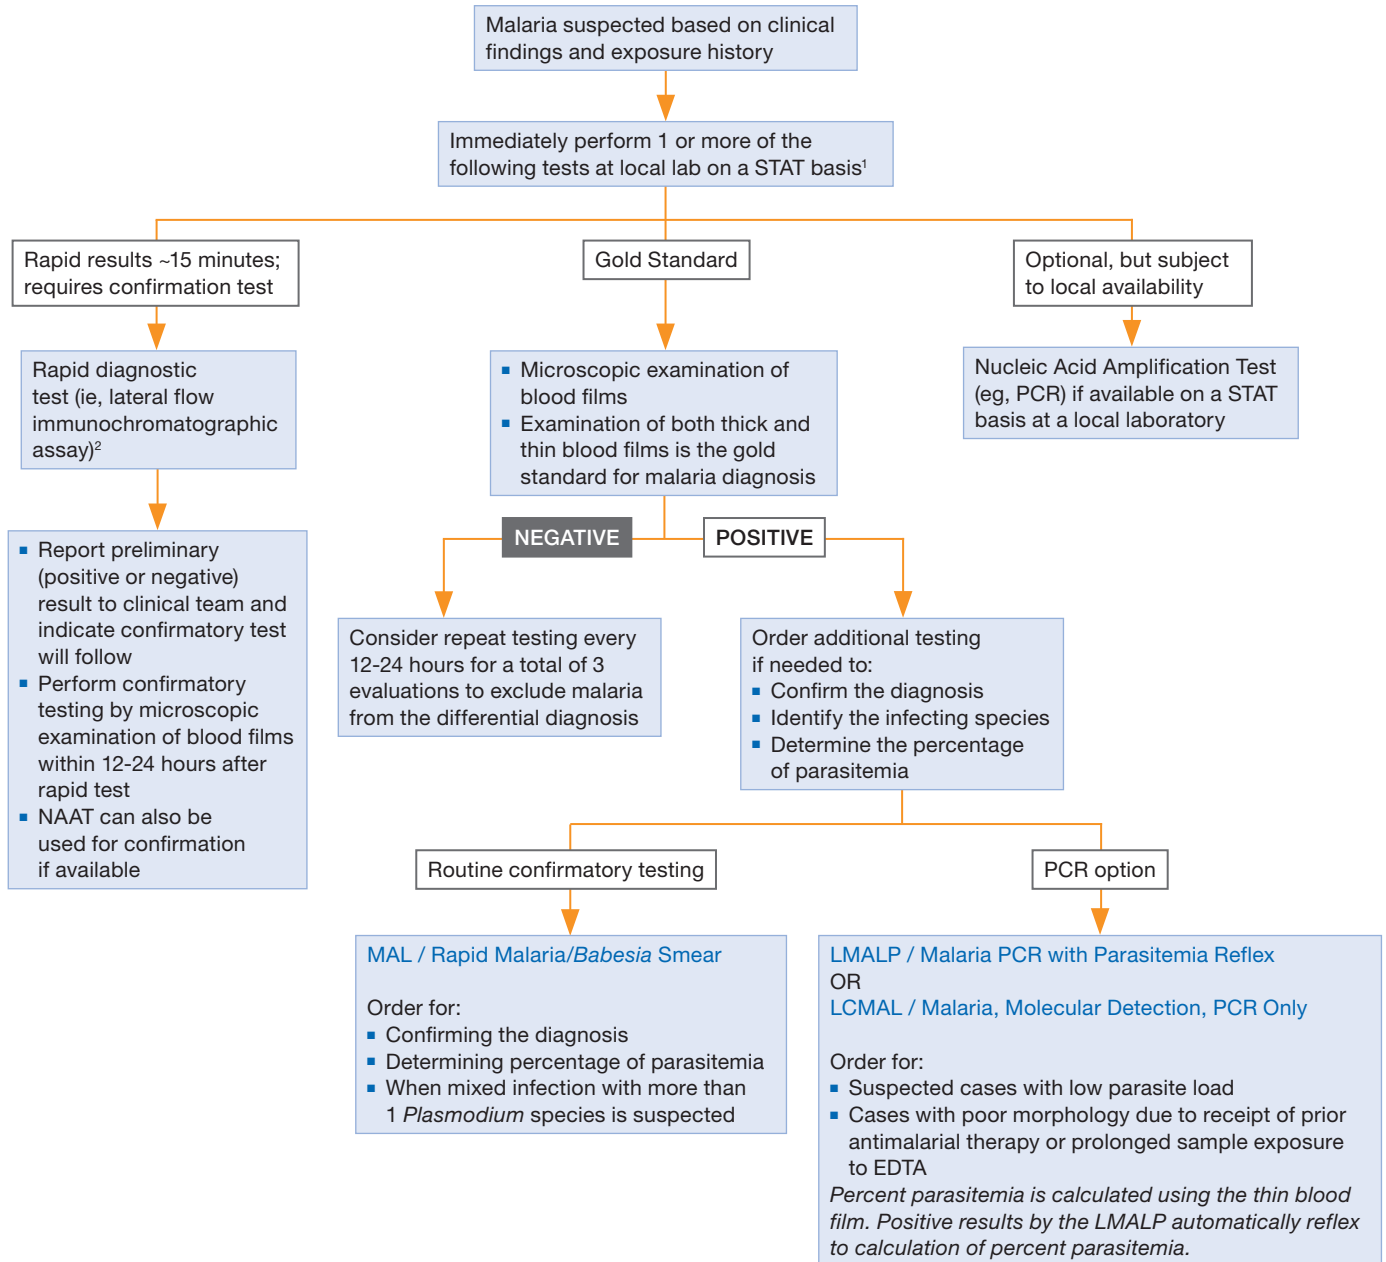 Malaria suspected based on clinical
findings and exposure history
Immediately perform 1 or more of the
following tests at local lab on a STAT basis¹
Rapid results ~15 minutes;
requires confirmation test
Gold Standard
Optional, but subject
to local availability
Rapid diagnostic
test (ie, lateral flow
immunochromatographic
assay)²
■ Microscopic examination of
blood films
■ Examination of both thick and
thin blood films is the gold
standard for malaria diagnosis
Nucleic Acid Amplification Test
(eg, PCR) if available on a STAT
basis at a local laboratory
■ Report preliminary
(positive or negative)
result to clinical team and
indicate confirmatory test
will follow
■ Perform confirmatory
testing by microscopic
examination of blood films
within 12-24 hours after
rapid test
■ NAAT can also be
used for confirmation
if available
NEGATIVE
POSITIVE
Consider repeat testing every
12-24 hours for a total of 3
evaluations to exclude malaria
from the differential diagnosis
Order additional testing
if needed to:
■ Confirm the diagnosis
■ Identify the infecting species
■ Determine the percentage
of parasitemia
Routine confirmatory testing
PCR option
MAL / Rapid Malaria/Babesia Smear
Order for:
■ Confirming the diagnosis
■ Determining percentage of parasitemia
■ When mixed infection with more than
1 Plasmodium species is suspected
LMALP / Malaria PCR with Parasitemia Reflex
OR
LCMAL / Malaria, Molecular Detection, PCR Only
Order for:
■ Suspected cases with low parasite load
■ Cases with poor morphology due to receipt of prior
antimalarial therapy or prolonged sample exposure
to EDTA
Percent parasitemia is calculated using the thin blood
film. Positive results by the LMALP automatically reflex
to calculation of percent parasitemia.